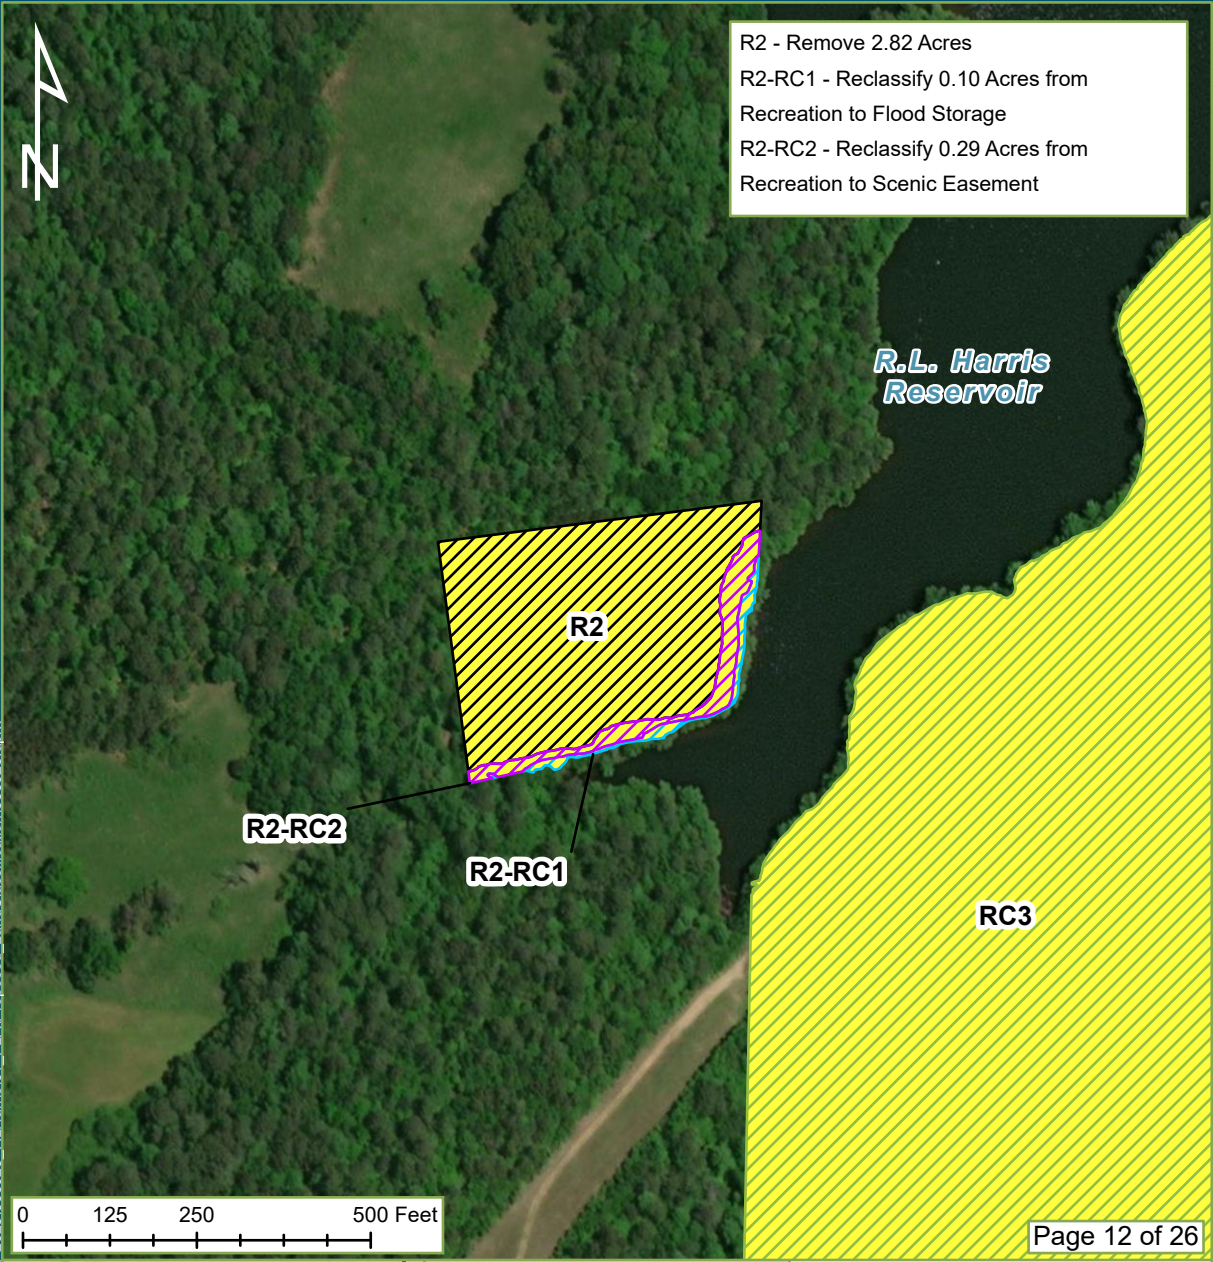 R2 - Remove 2.82 Acres
R2-RC1 - Reclassify 0.10 Acres from
Recreation to Flood Storage
R2-RC2 - Reclassify 0.29 Acres from
Recreation to Scenic Easement
N
R.L. Harris
Reservoir
R2
R2-RC2
R2-RC1
RC3
0 125 250 500 Feet
Page 12 of 26